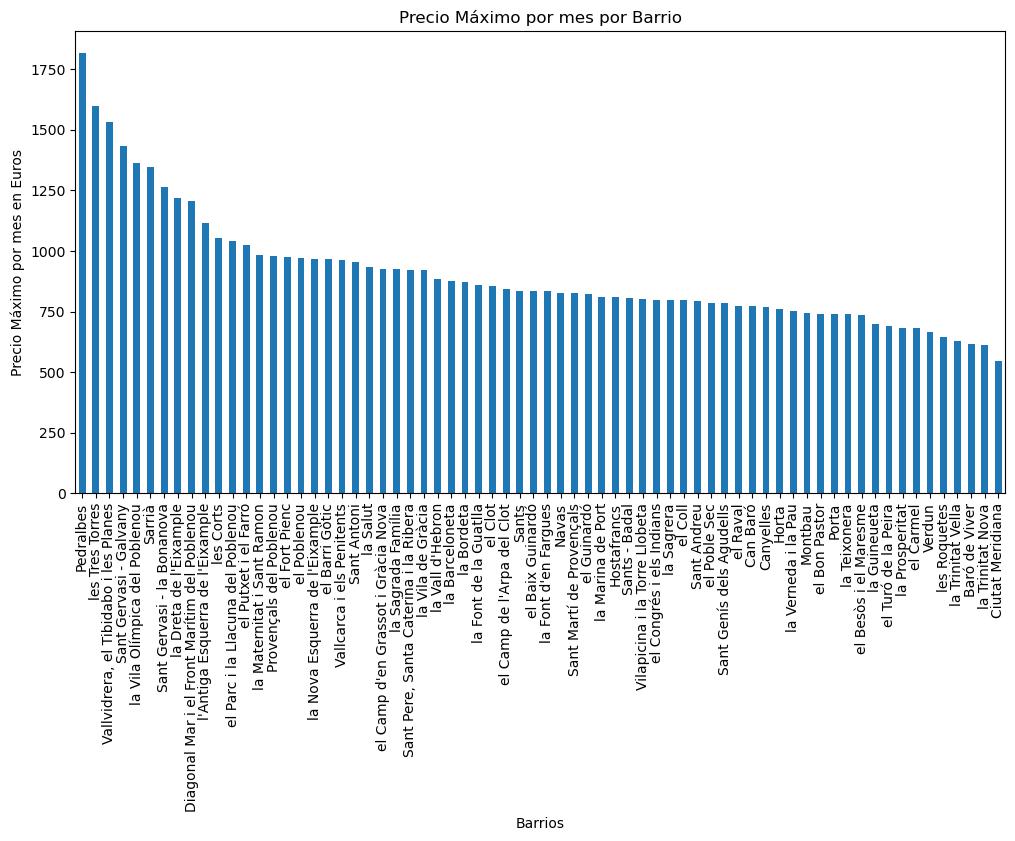 Precio Máximo por mes por Barrio
Precio Máximo por mes en Euros
1750
1500
1250
1000
750
500
250
0
Pedralbes
les Tres Torres
Vallvidrera, el Tibidabo i les Planes
Sant Gervasi - Galvany
la Vila Olímpica del Poblenou
Sarrià
Sant Gervasi - la Bonanova
la Dreta de l'Eixample
Diagonal Mar i el Front Marítim del Poblenou
l'Antiga Esquerra de l'Eixample
les Corts
el Parc i la Llacuna del Poblenou
el Putxet i el Farró
la Maternitat i Sant Ramon
Provençals del Poblenou
el Fort Pienc
el Poblenou
la Nova Esquerra de l'Eixample
el Barri Gòtic
Vallcarca i els Penitents
Sant Antoni
la Salut
el Camp d'en Grassot i Gràcia Nova
la Sagrada Família
Sant Pere, Santa Caterina i la Ribera
la Vila de Gràcia
la Vall d'Hebron
la Barceloneta
la Bordeta
la Font de la Guatlla
el Clot
el Camp de l'Arpa del Clot
Sants
el Baix Guinardó
la Font d'en Fargues
Navas
Sant Martí de Provençals
el Guinardó
la Marina de Port
Hostafrancs
Sants - Badal
Vilapicina i la Torre Llobeta
el Congrés i els Indians
la Sagrera
el Coll
Sant Andreu
el Poble Sec
Sant Genís dels Agudells
el Raval
Can Baró
Canyelles
Horta
la Verneda i la Pau
Montbau
el Bon Pastor
Porta
la Teixonera
el Besòs i el Maresme
la Guineueta
el Turó de la Peira
la Prosperitat
el Carmel
Verdun
les Roquetes
la Trinitat Vella
Baró de Viver
la Trinitat Nova
Ciutat Meridiana
Barrios